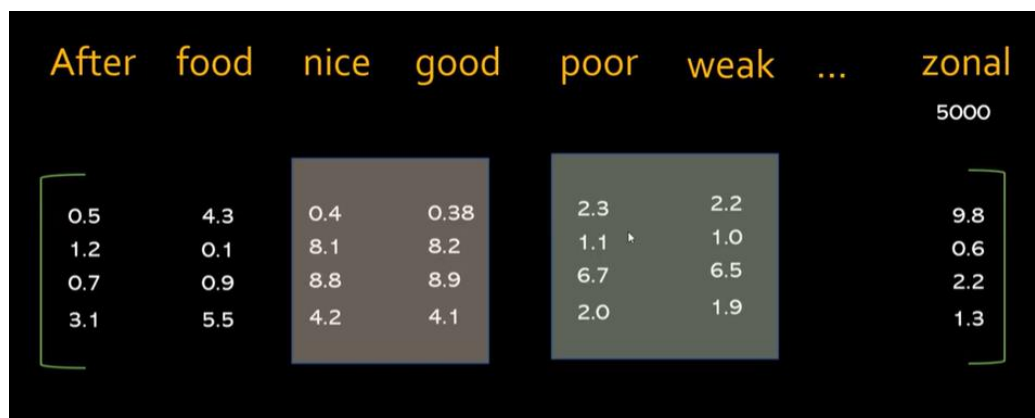 After food nice good poor weak ... zonal
5000
0.5 4.3 0.4 0.38 2.3 2.2 9.8
1.2 0.1 8.1 8.2 1.1 1.0 0.6
0.7 0.9 8.8 8.9 6.7 6.5 2.2
3.1 5.5 4.2 4.1 2.0 1.9 1.3